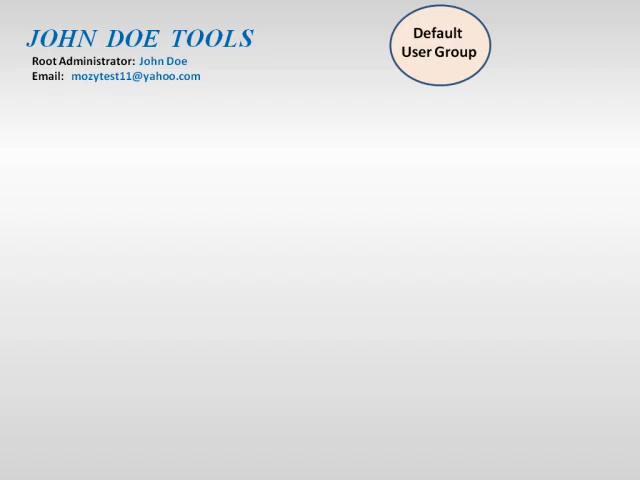 JOHN DOE TOOLS
Root Administrator: John Doe
Email: mozytest11@yahoo.com
Default
User Group